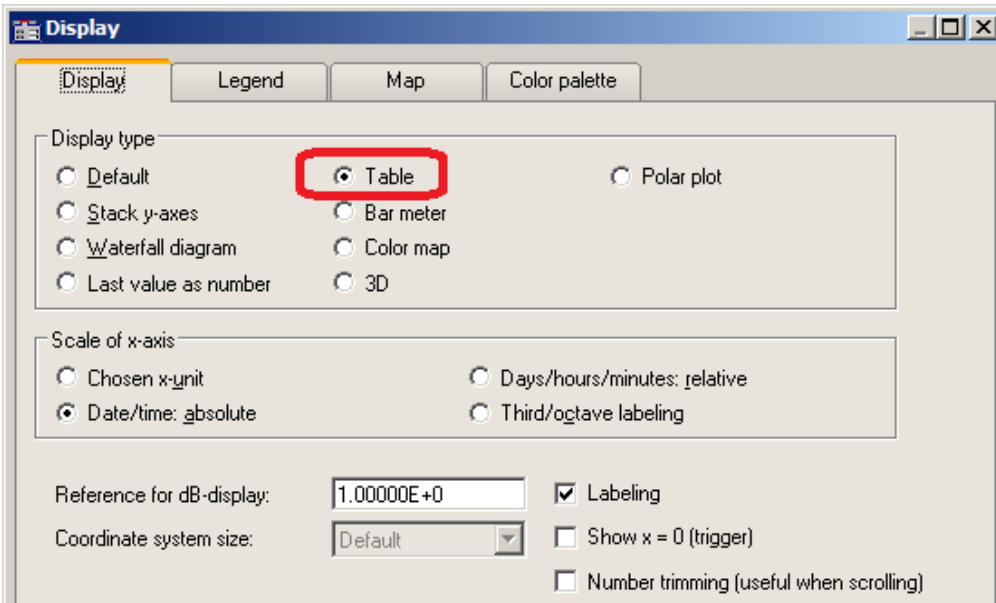 Display
Display Legend Map Color palette
Display type
Default Table Polar plot
Stack y-axes Bar meter
Waterfall diagram Color map
Last value as number 3D
Scale of x-axis
Chosen x-unit Days/hours/minutes: relative
Date/time: absolute Third/octave labeling
Reference for dB-display: 1.00000E+0 Labeling
Coordinate system size: Default Show x = 0 (trigger)
Number trimming (useful when scrolling)